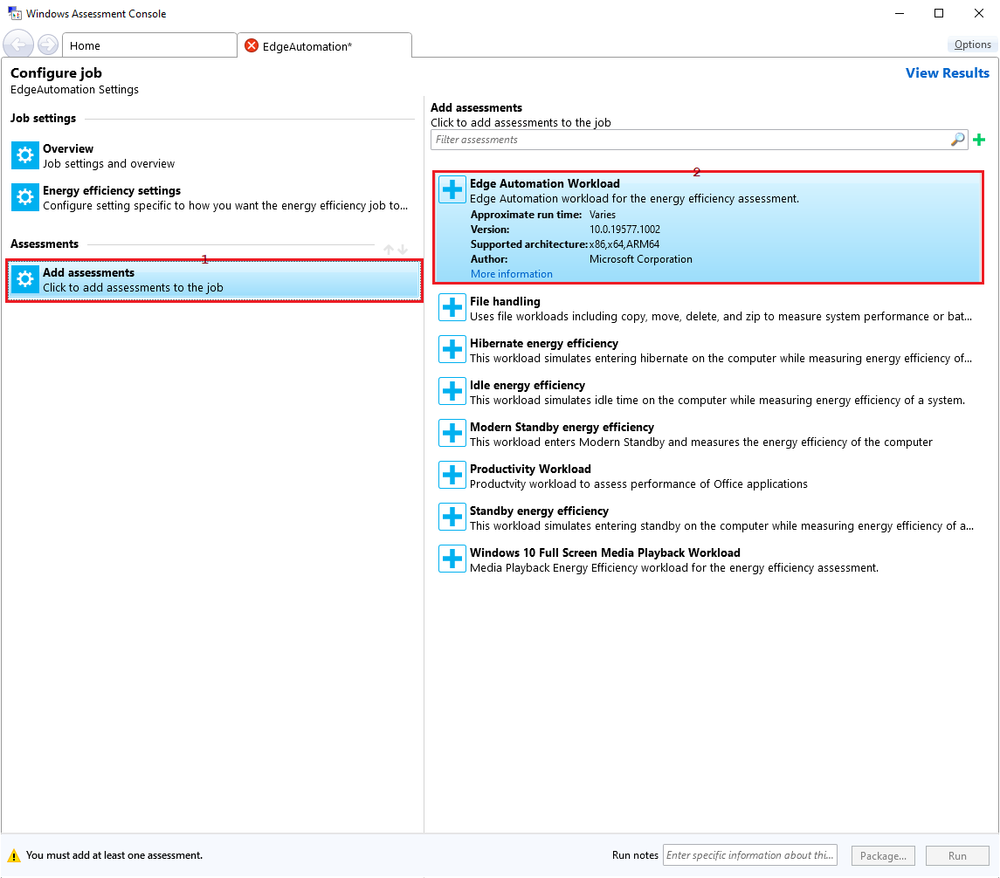 Windows Assessment Console
Home
EdgeAutomation*
Options
Configure job
EdgeAutomation Settings
View Results
Job settings
Overview
Job settings and overview
Energy efficiency settings
Configure setting specific to how you want the energy efficiency job to...
Assessments
1
Add assessments
Click to add assessments to the job
Add assessments
Click to add assessments to the job
Filter assessments
2
Edge Automation Workload
Edge Automation workload for the energy efficiency assessment.
Approximate run time: Varies
Version: 10.0.19577.1002
Supported architecture: x86,x64,ARM64
Author: Microsoft Corporation
More information
File handling
Uses file workloads including copy, move, delete, and zip to measure system performance or bat...
Hibernate energy efficiency
This workload simulates entering hibernate on the computer while measuring energy efficiency of...
Idle energy efficiency
This workload simulates idle time on the computer while measuring energy efficiency of a system.
Modern Standby energy efficiency
This workload enters Modern Standby and measures the energy efficiency of the computer
Productivity Workload
Productvity workload to assess performance of Office applications
Standby energy efficiency
This workload simulates entering standby on the computer while measuring energy efficiency of a...
Windows 10 Full Screen Media Playback Workload
Media Playback Energy Efficiency workload for the energy efficiency assessment.
You must add at least one assessment.
Run notes
Enter specific information about thi...
Package...
Run